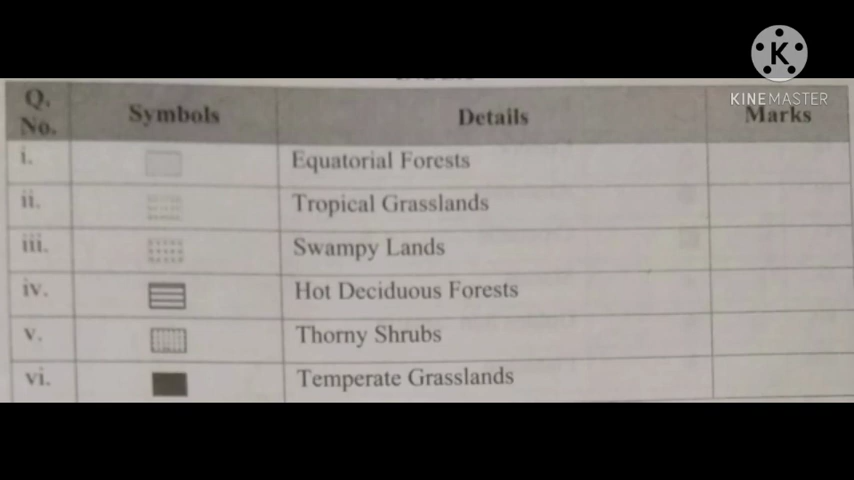 K
KINEMASTER
Q. No. Symbols Details Marks
i. Equatorial Forests
ii. Tropical Grasslands
iii. Swampy Lands
iv. Hot Deciduous Forests
v. Thorny Shrubs
vi. Temperate Grasslands